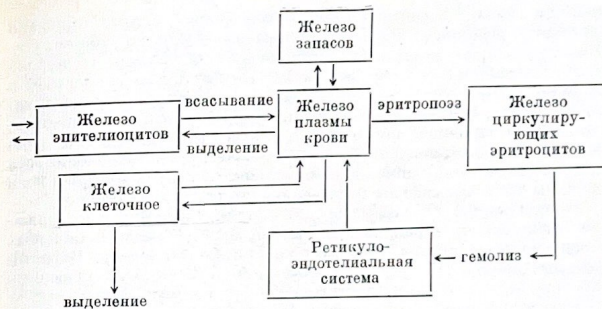 Железо
запасов
Железо
эпителиоцитов
всасывание
выделение
Железо
плазмы
крови
эритропоэз
Железо
циркулиру-
ющих
эритроцитов
Железо
клеточное
Ретикуло-
эндотелиальная
система
гемолиз
выделение